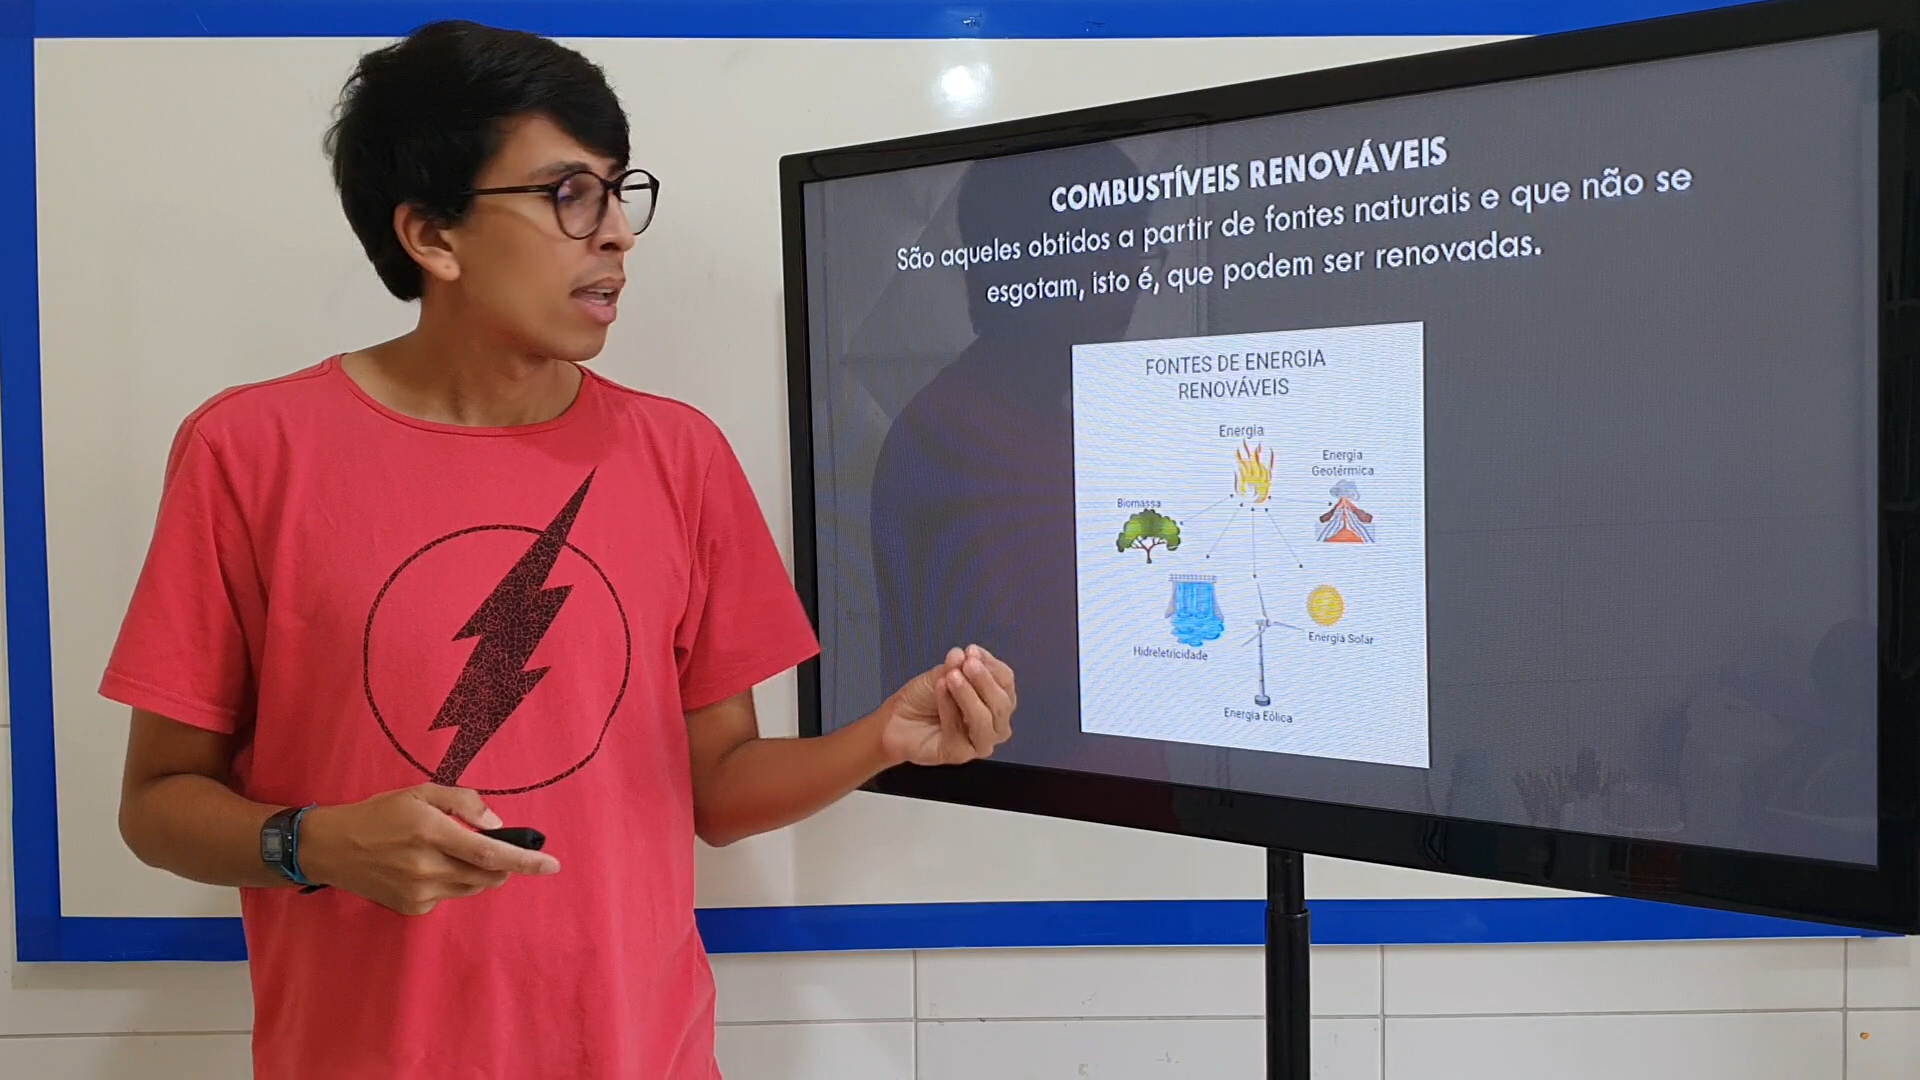 COMBUSTÍVEIS RENOVÁVEIS
São aqueles obtidos a partir de fontes naturais e que não se
esgotam, isto é, que podem ser renovadas.
FONTES DE ENERGIA
RENOVÁVEIS
Energia
Energia
Geotérmica
Biomassa
Hidreletricidade
Energia Solar
Energia Eólica